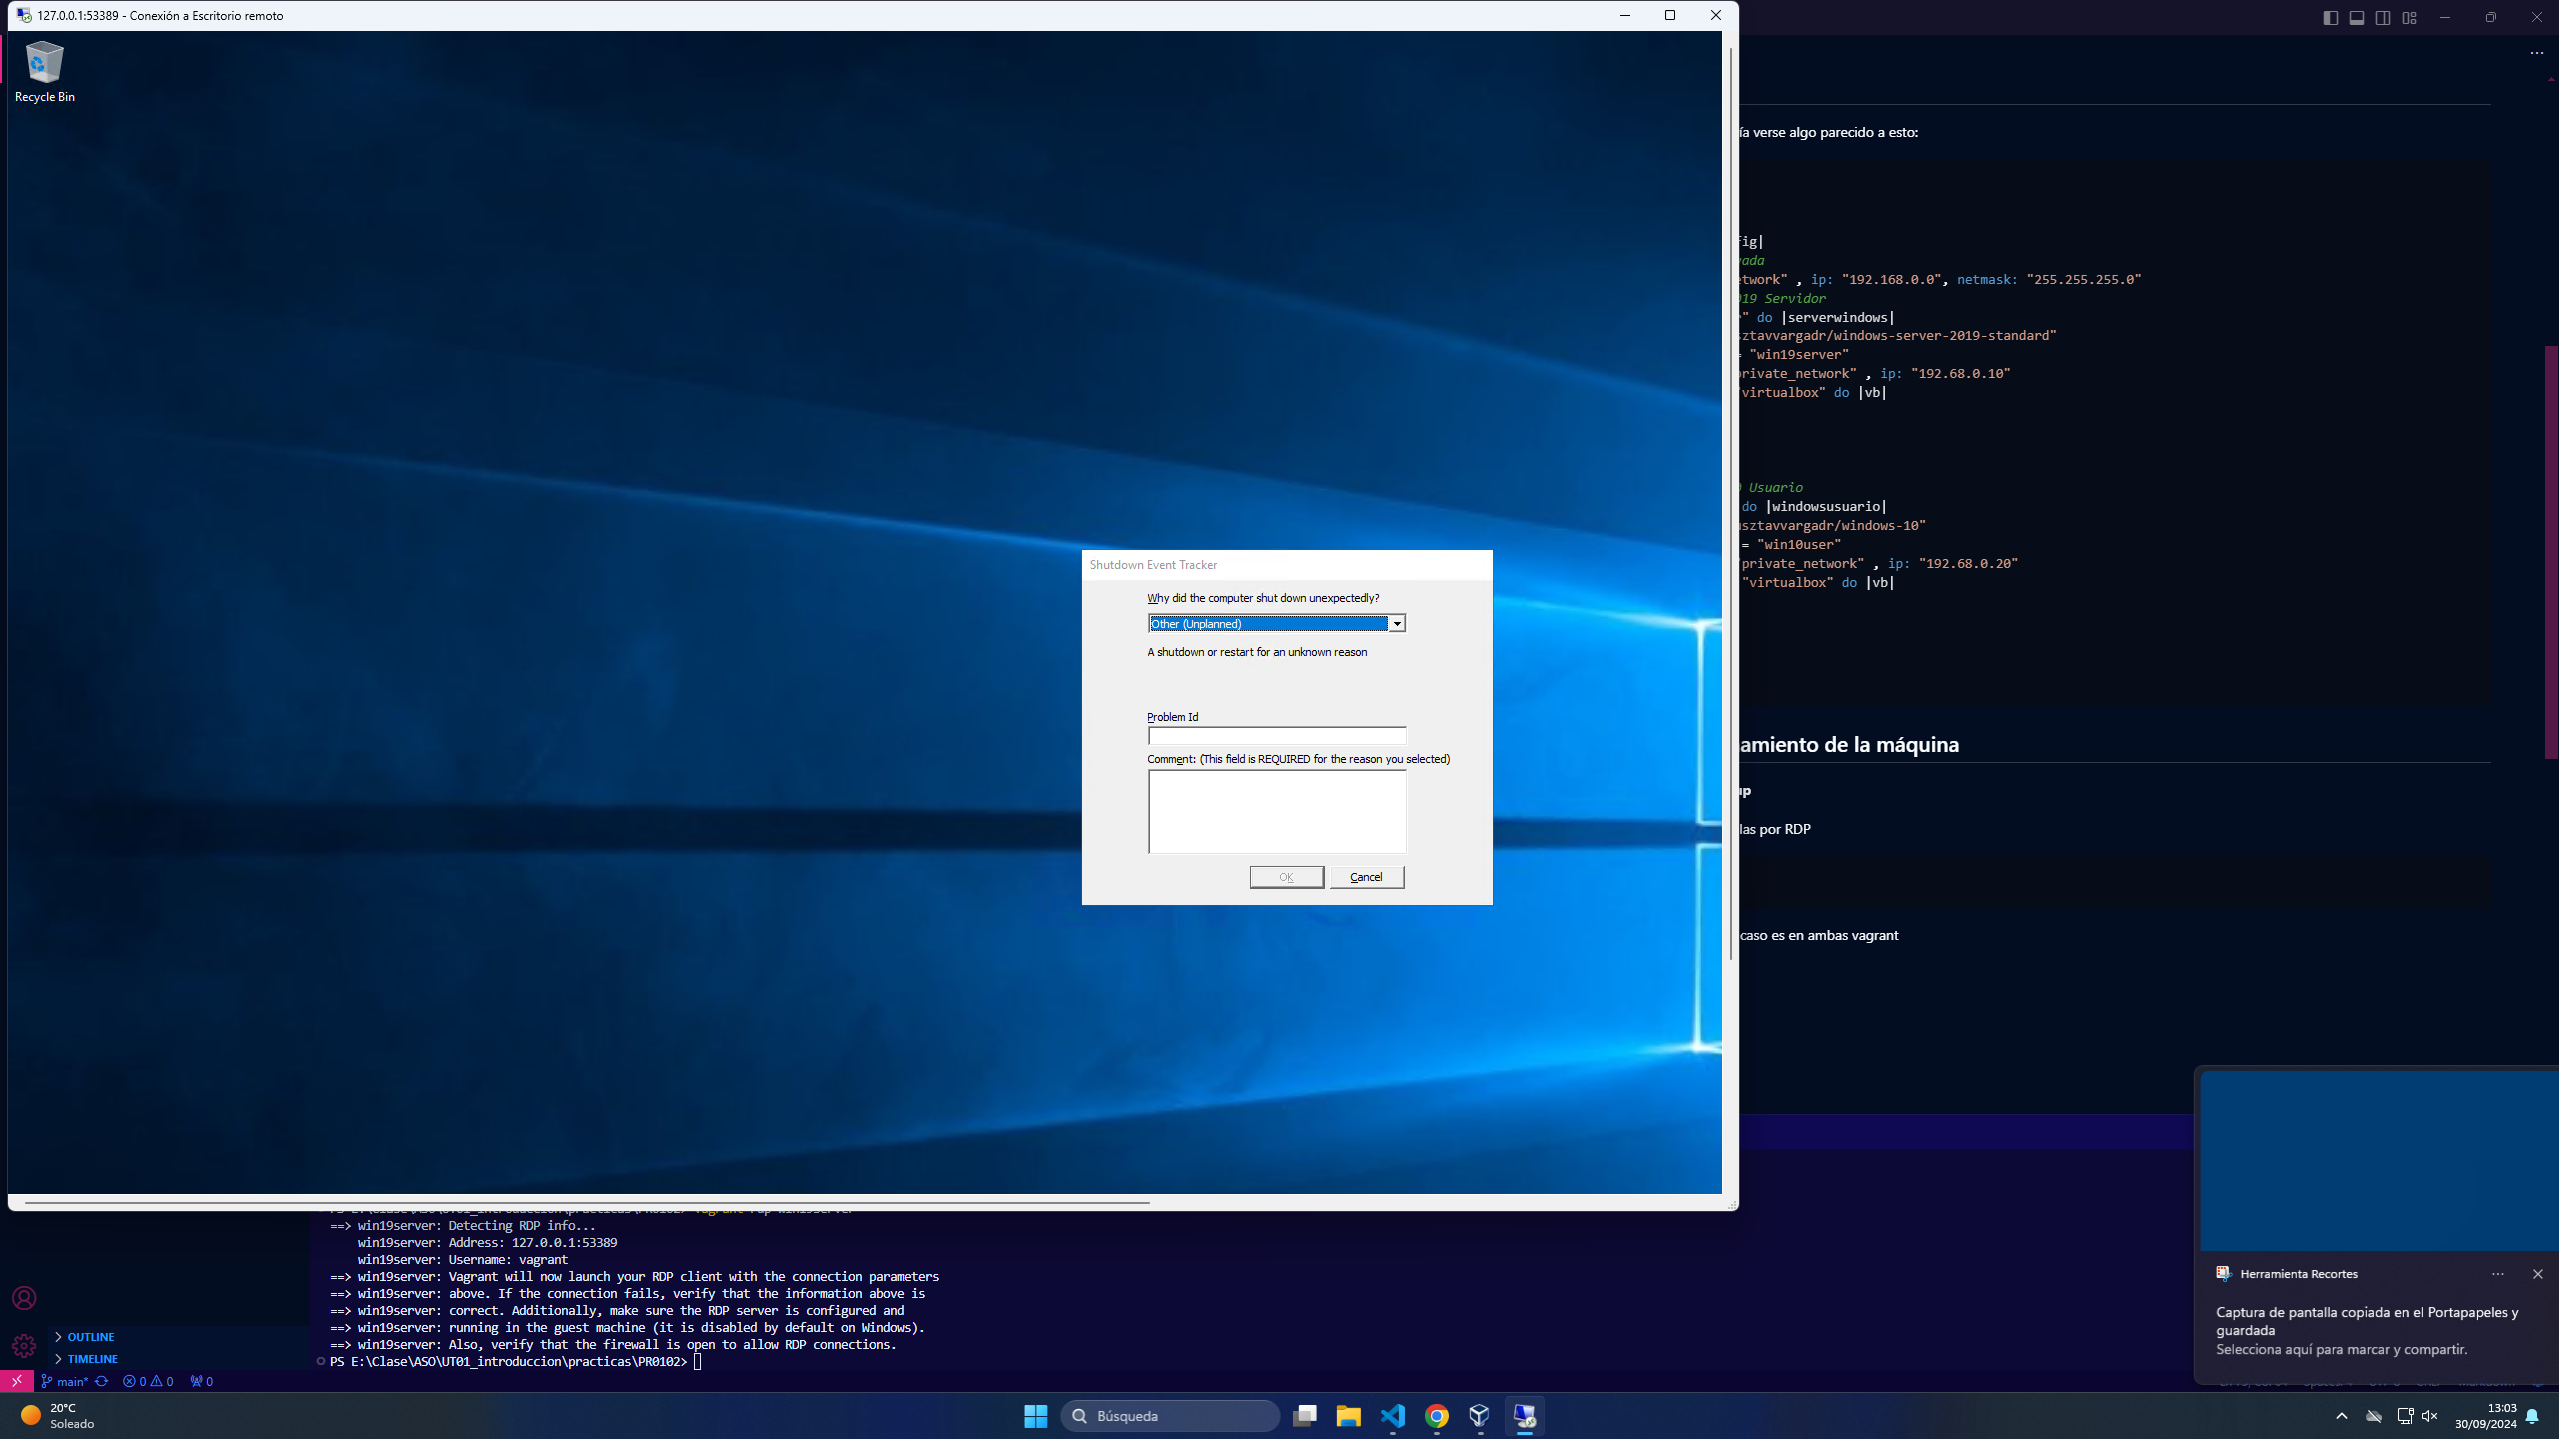 127.0.0.1:53389 - Conexión a Escritorio remoto
Recycle Bin
Shutdown Event Tracker
Why did the computer shut down unexpectedly?
Other (Unplanned)
A shutdown or restart for an unknown reason
Problem Id
Comment: (This field is REQUIRED for the reason you selected)
OK
Cancel
ía verse algo parecido a esto:
fig|
vada
etwork" , ip: "192.168.0.0", netmask: "255.255.255.0"
019 Servidor
r" do |serverwindows|
sztavvargadr/windows-server-2019-standard"
= "win19server"
private_network" , ip: "192.68.0.10"
"virtualbox" do |vb|
0 Usuario
do |windowsusuario|
usztavvargadr/windows-10"
= "win10user"
"private_network" , ip: "192.68.0.20"
"virtualbox" do |vb|
amiento de la máquina
up
las por RDP
caso es en ambas vagrant
PS E:\Clase\ASO\UT01_introduccion\practicas\PR0102> vagrant rdp win19server
==> win19server: Detecting RDP info...
win19server: Address: 127.0.0.1:53389
win19server: Username: vagrant
==> win19server: Vagrant will now launch your RDP client with the connection parameters
==> win19server: above. If the connection fails, verify that the information above is
==> win19server: correct. Additionally, make sure the RDP server is configured and
==> win19server: running in the guest machine (it is disabled by default on Windows).
==> win19server: Also, verify that the firewall is open to allow RDP connections.
PS E:\Clase\ASO\UT01_introduccion\practicas\PR0102>
OUTLINE
TIMELINE
main* 0 0 0
Herramienta Recortes
Captura de pantalla copiada en el Portapapeles y
guardada
Selecciona aquí para marcar y compartir.
20°C
Soleado
Búsqueda
13:03
30/09/2024